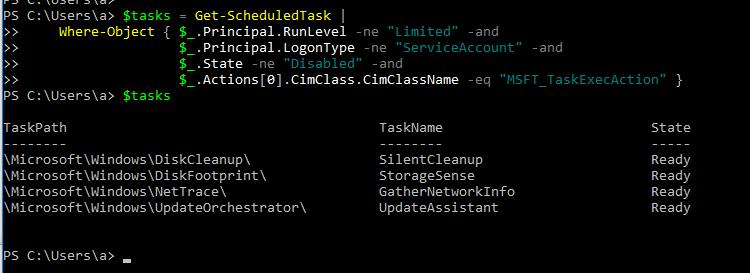 PS C:\Users\a> $tasks = Get-ScheduledTask |
>>     Where-Object { $_.Principal.RunLevel -ne "Limited" -and
>>                    $_.Principal.LogonType -ne "ServiceAccount" -and
>>                    $_.State -ne "Disabled" -and
>>                    $_.Actions[0].CimClass.CimClassName -eq "MSFT_TaskExecAction" }
PS C:\Users\a> $tasks
TaskPath                                       TaskName                          State
--------                                       --------                          -----
\Microsoft\Windows\DiskCleanup\                SilentCleanup                     Ready
\Microsoft\Windows\DiskFootprint\              StorageSense                      Ready
\Microsoft\Windows\NetTrace\                   GatherNetworkInfo                 Ready
\Microsoft\Windows\UpdateOrchestrator\         UpdateAssistant                   Ready
PS C:\Users\a> _